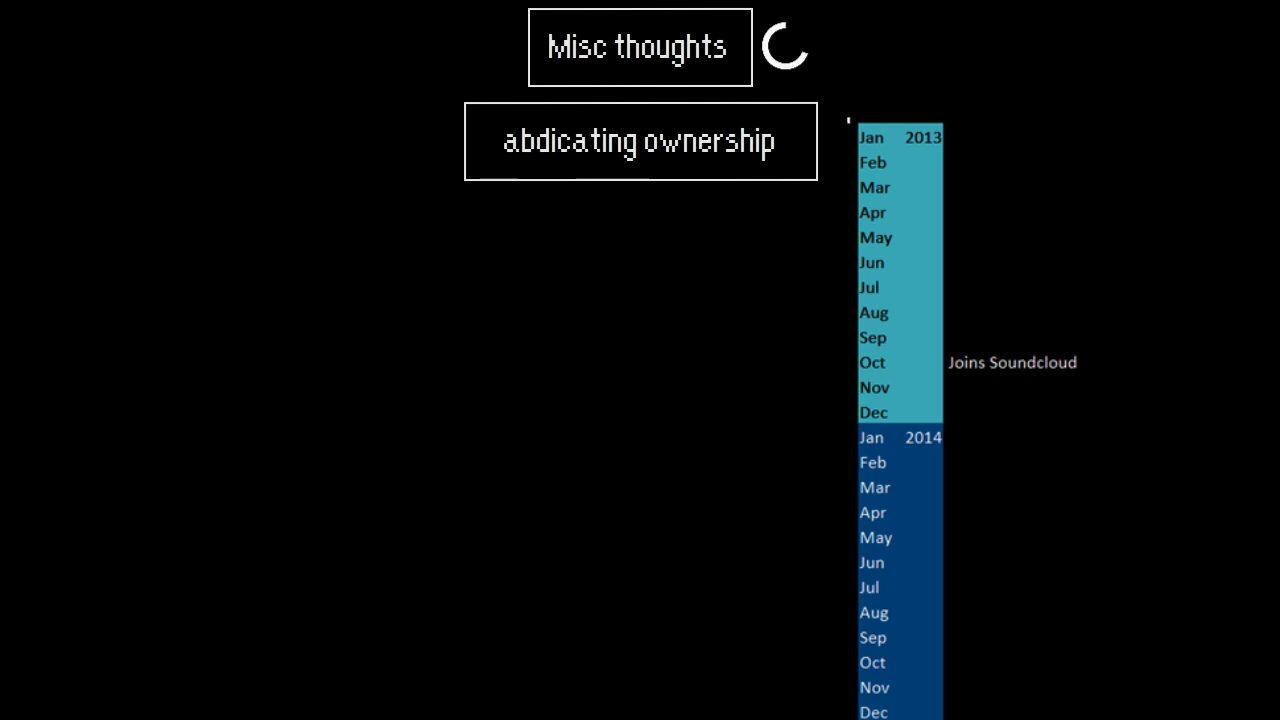 Misc thoughts
abdicating ownership
Jan 2013
Feb
Mar
Apr
May
Jun
Jul
Aug
Sep
Oct Joins Soundcloud
Nov
Dec
Jan 2014
Feb
Mar
Apr
May
Jun
Jul
Aug
Sep
Oct
Nov
Dec